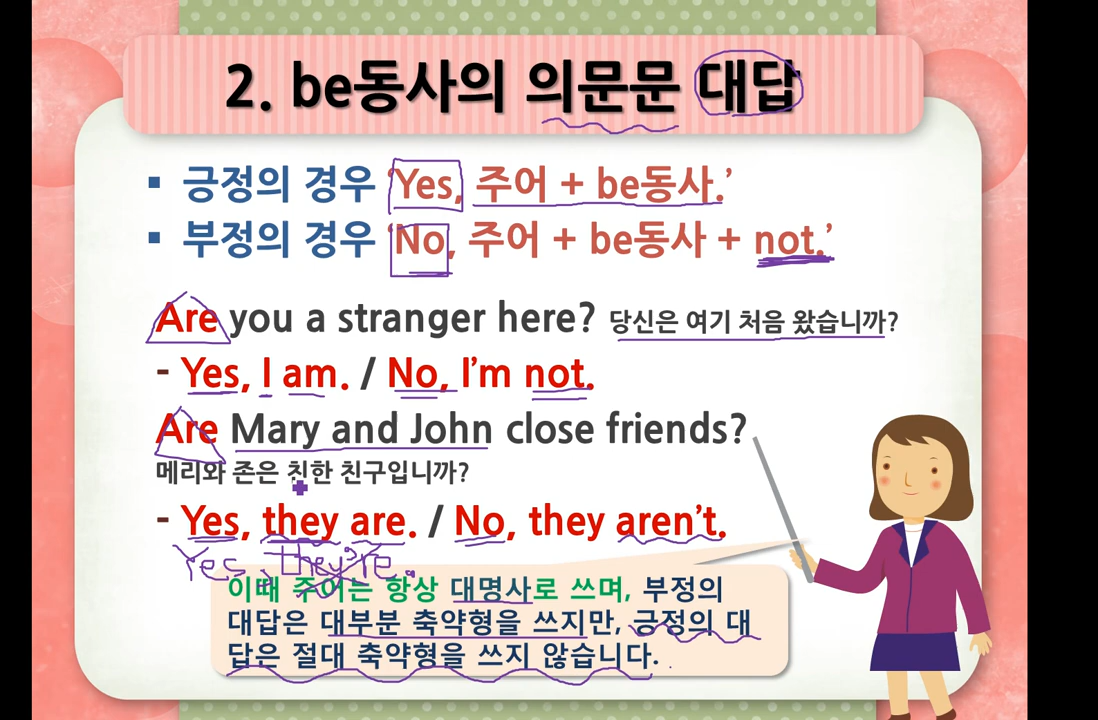 2. be동사의 의문문 대답
▪ 긍정의 경우 ‘Yes, 주어 + be동사.’
▪ 부정의 경우 ‘No, 주어 + be동사 + not.’
Are you a stranger here? 당신은 여기 처음 왔습니까?
- Yes, I am. / No, I’m not.
Are Mary and John close friends?
메리와 존은 친한 친구입니까?
- Yes, they are. / No, they aren’t.
Yes, they're.
이때 주어는 항상 대명사로 쓰며, 부정의
대답은 대부분 축약형을 쓰지만, 긍정의 대
답은 절대 축약형을 쓰지 않습니다.